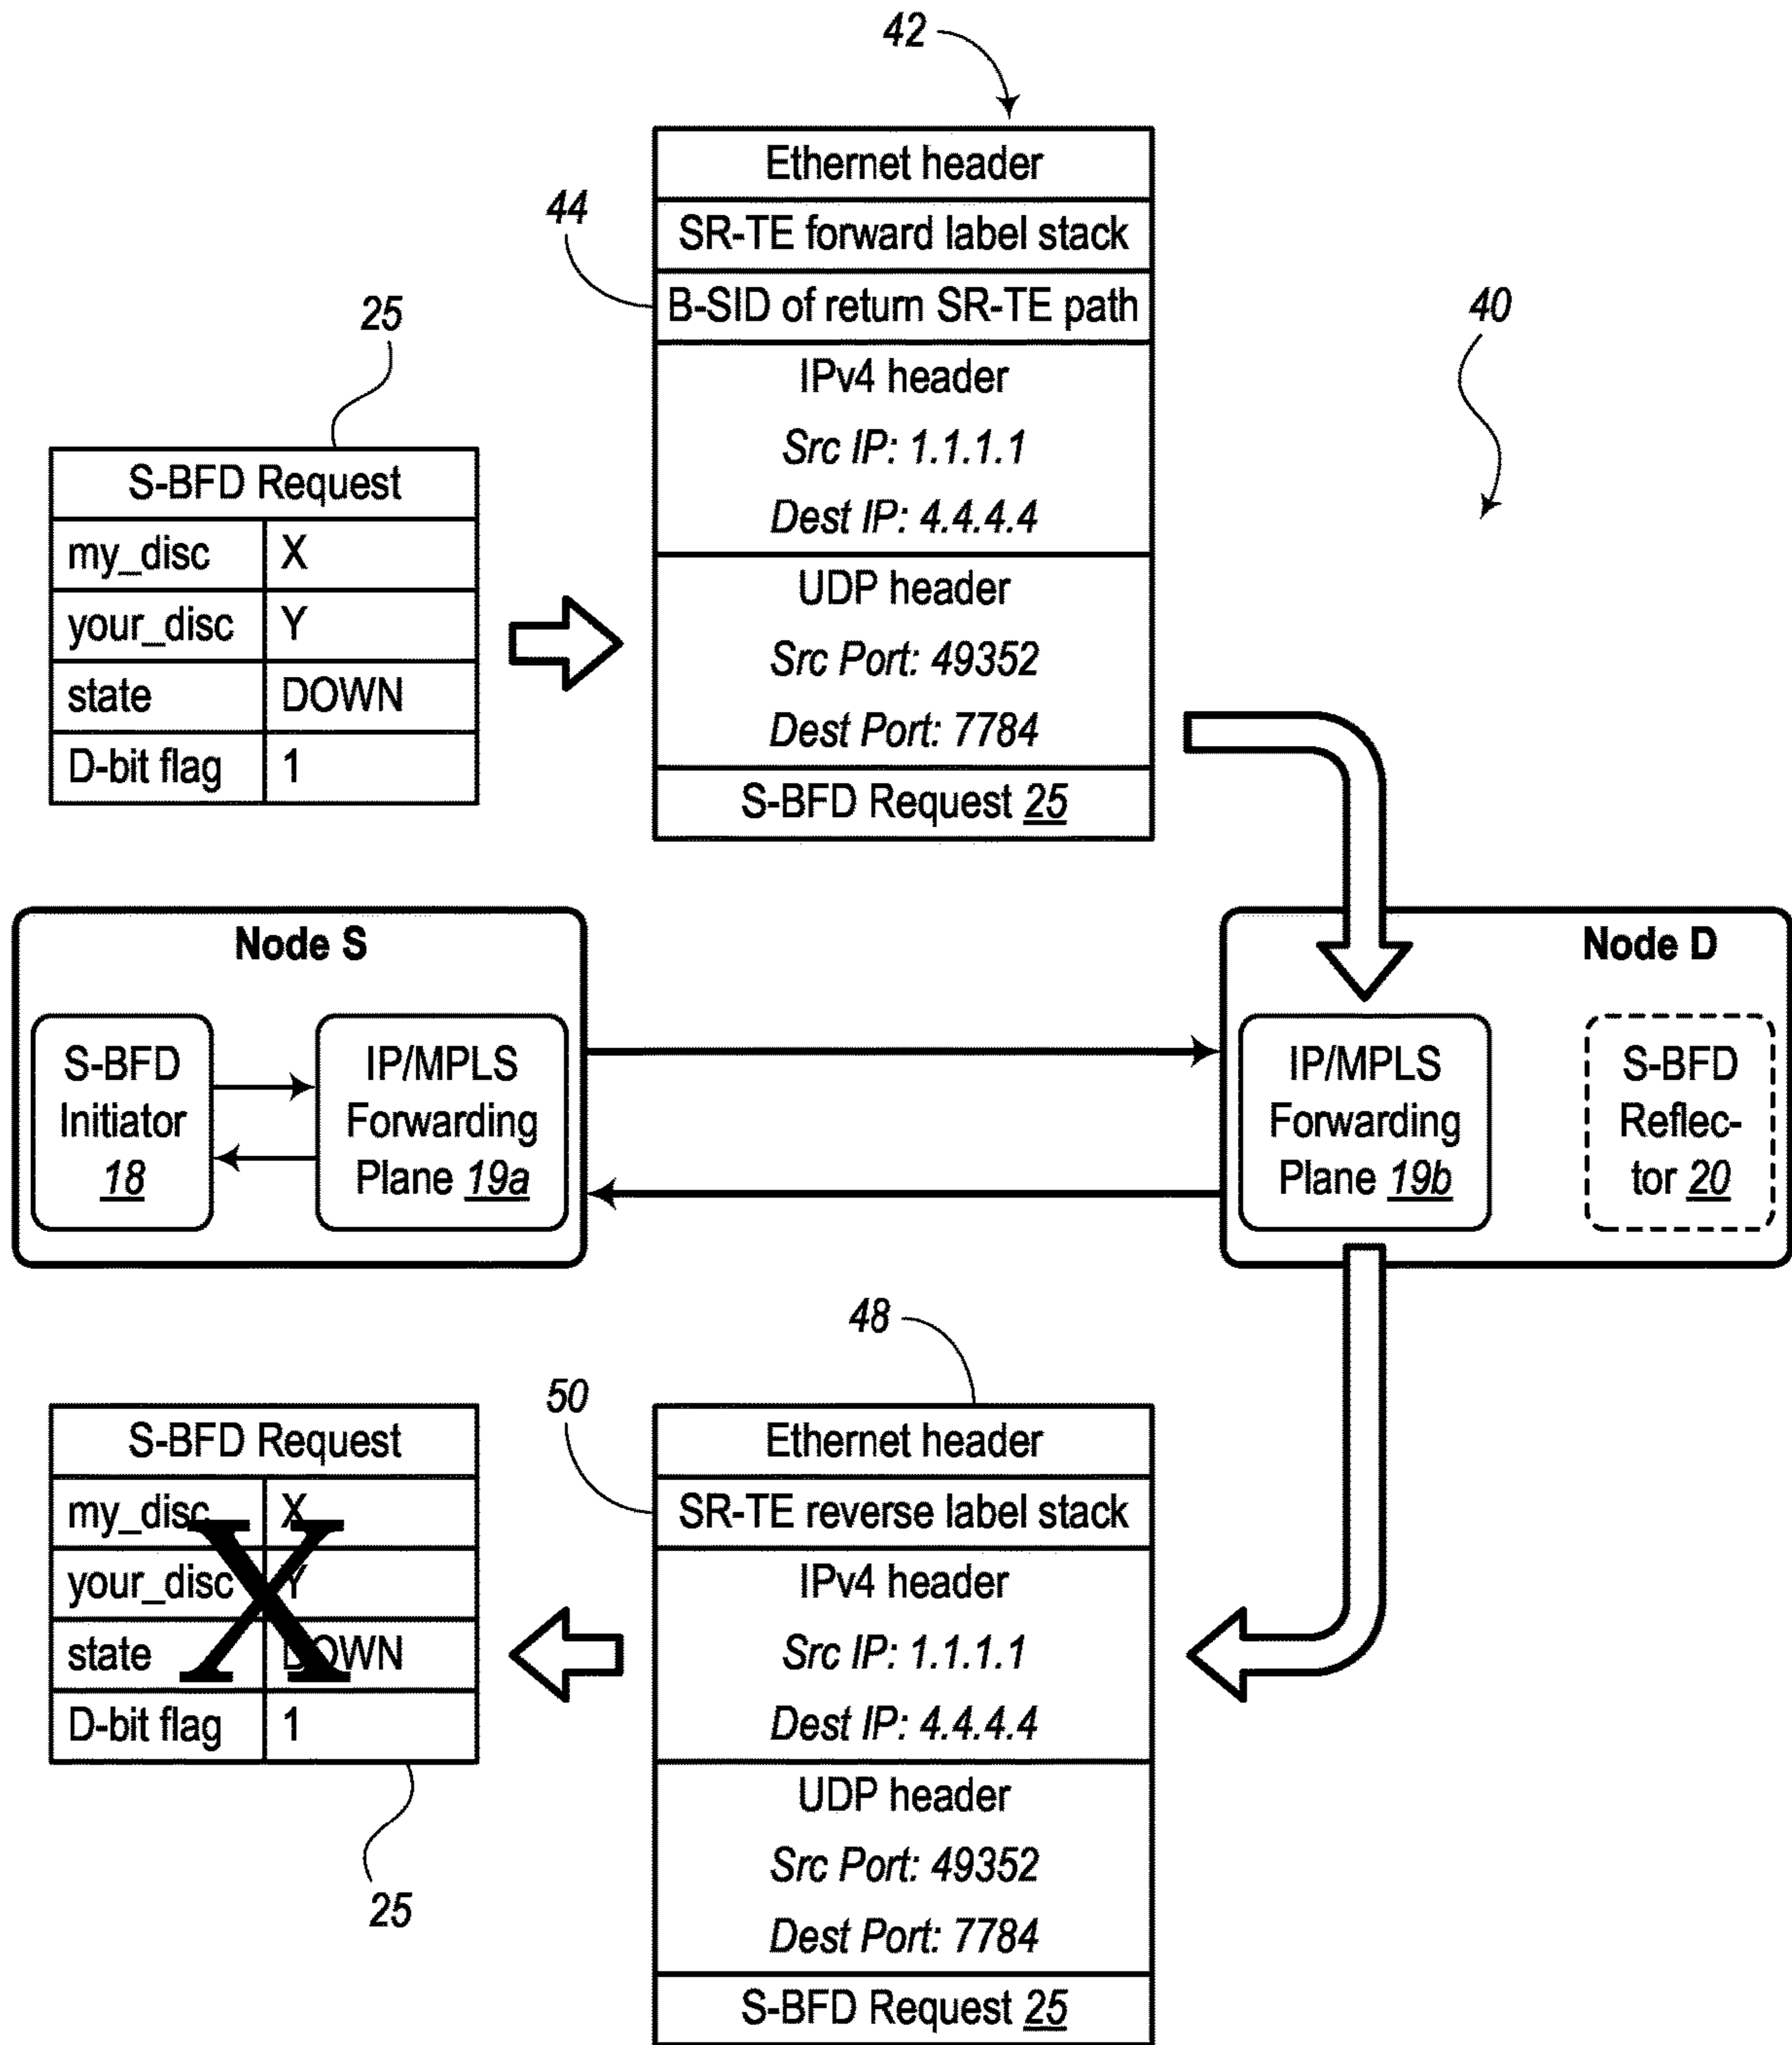 42
Ethernet header
44
SR-TE forward label stack
B-SID of return SR-TE path
40
25
IPv4 header
Src IP: 1.1.1.1
Dest IP: 4.4.4.4
S-BFD Request
my_disc X
your_disc Y
state DOWN
D-bit flag 1
UDP header
Src Port: 49352
Dest Port: 7784
S-BFD Request 25
Node S
S-BFD
Initiator
18
IP/MPLS
Forwarding
Plane 19a
Node D
IP/MPLS
Forwarding
Plane 19b
S-BFD
Reflec-
tor 20
48
50
Ethernet header
SR-TE reverse label stack
IPv4 header
Src IP: 1.1.1.1
Dest IP: 4.4.4.4
UDP header
Src Port: 49352
Dest Port: 7784
S-BFD Request 25
S-BFD Request
my_disc X
your_disc Y
state DOWN
D-bit flag 1
X
25